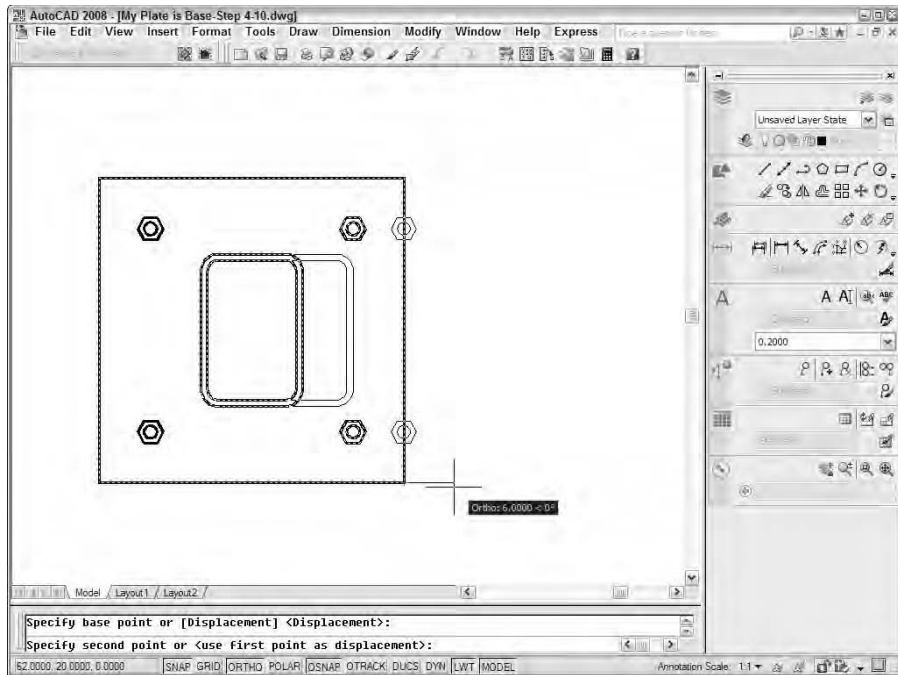 AutoCAD 2008 - [My Plate is Base-Step 4-10.dwg]
File Edit View Insert Format Tools Draw Dimension Modify Window Help Express
Unsaved Layer State
A A AI ABC
A
0.2000
Ortho: 6.0000 < 0°
Model / Layout1 / Layout2 /
Specify base point or [Displacement] <Displacement>:
Specify second point or <use first point as displacement>:
62.0000, 20.0000, 0.0000 SNAP GRID ORTHO POLAR OSNAP OTRACK DUCS DYN LWT MODEL Annotation Scale: 1:1